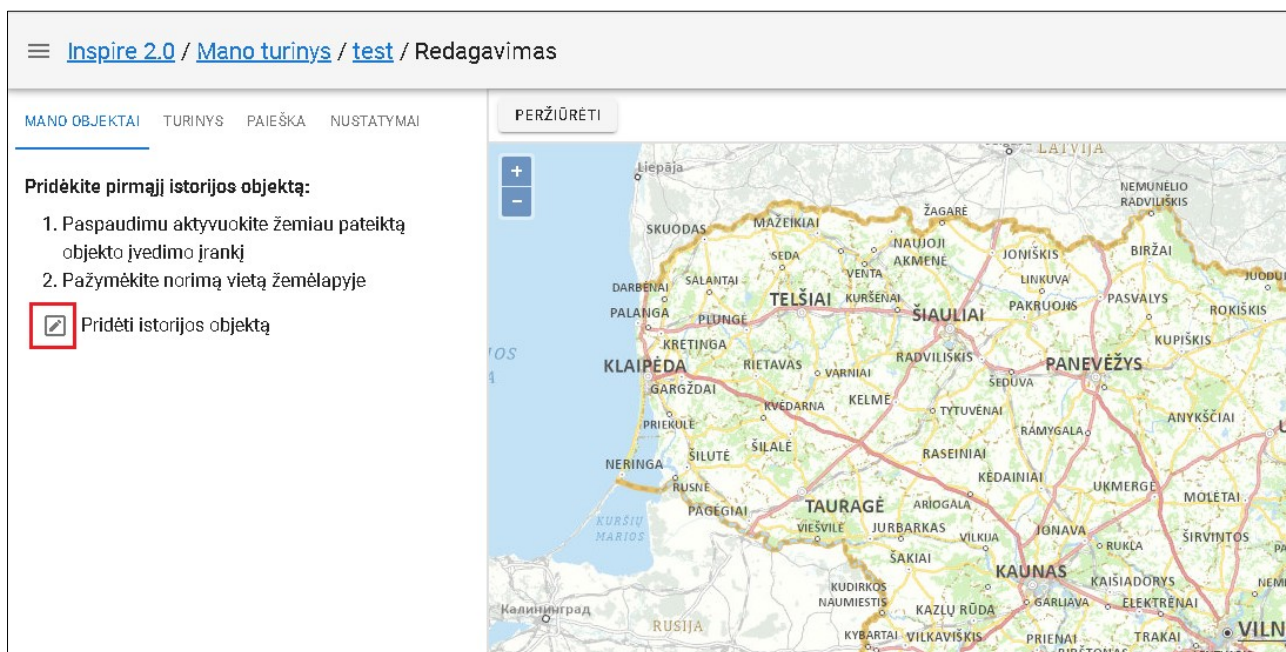 Inspire 2.0 / Mano turinys / test / Redagavimas
MANO OBJEKTAI TURINYS PAIEŠKA NUSTATYMAI
Pridėkite pirmąjį istorijos objektą:
1. Paspaudimu aktyvuokite žemiau pateiktą
objekto įvedimo įrankį
2. Pažymėkite norimą vietą žemėlapyje
Pridėti istorijos objektą
PERŽIŪRĖTI
+
−
LATVIJA
Liepāja
NEMUNĖLIO
RADVILIŠKIS
ŽAGARĖ
SKUODAS
MAŽEIKIAI
NAUJOJI
AKMENĖ
JONIŠKIS
BIRŽAI
SEDA
VENTA
LINKUVA
DARBĖNAI
SALANTAI
TELŠIAI
KURŠĖNAI
PAKRUOJIS
PASVALYS
ROKIŠKIS
PALANGA
PLUNGĖ
ŠIAULIAI
KRETINGA
KUPIŠKIS
KLAIPĖDA
RIETAVAS
VARNIAI
RADVILIŠKIS
PANEVĖŽYS
GARGŽDAI
ŠEDUVA
KVĖDARNA
KELMĖ
TYTUVĖNAI
ANYKŠČIAI
PRIEKULĖ
RAMYGALA
ŠILUTĖ
ŠILALĖ
RASEINIAI
NERINGA
KĖDAINIAI
RUSNĖ
UKMERGĖ
MOLĖTAI
PAGĖGIAI
TAURAGĖ
ARIOGALA
KURŠIŲ
MARIOS
VIEŠVILĖ
JURBARKAS
VILKIJA
JONAVA
RUKLA
ŠIRVINTOS
ŠAKIAI
KAUNAS
KAIŠIADORYS
KUDIRKOS
NAUMIESTIS
KAZLŲ RŪDA
GARLIAVA
ELEKTRĖNAI
Калининград
RUSIJA
KYBARTAI
VILKAVIŠKIS
PRIENAI
TRAKAI
VILN